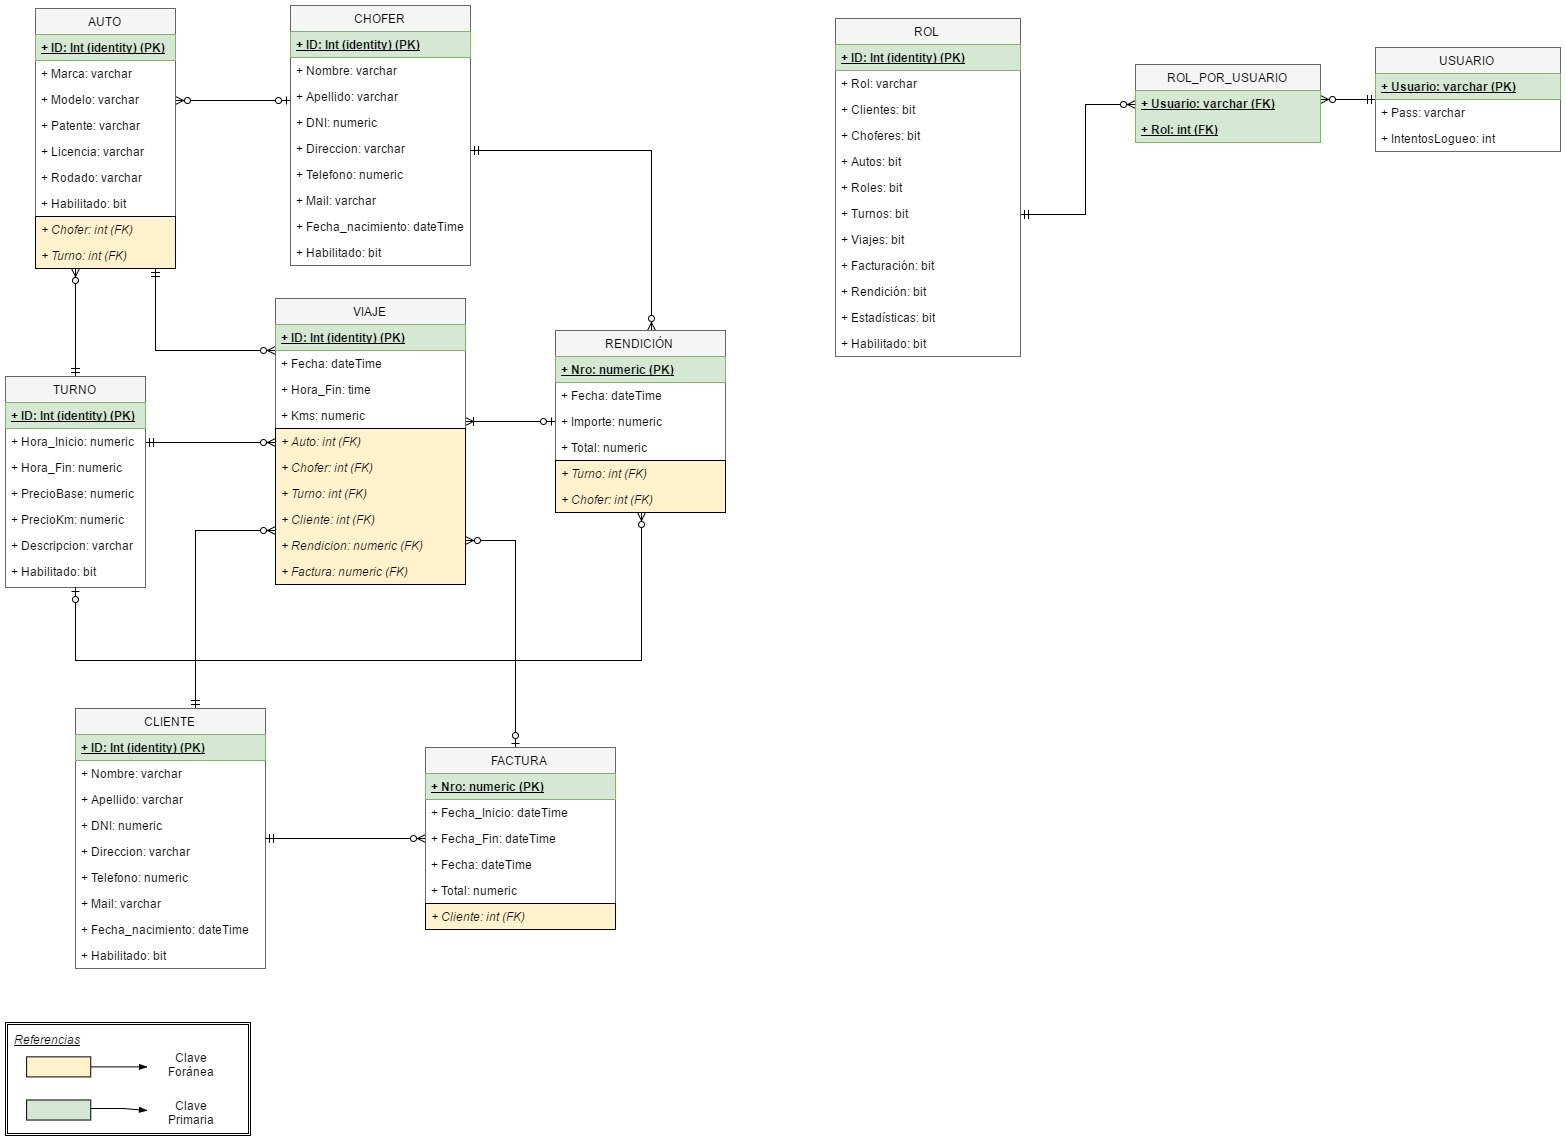 AUTO
+ ID: Int (identity) (PK)
+ Marca: varchar
+ Modelo: varchar
+ Patente: varchar
+ Licencia: varchar
+ Rodado: varchar
+ Habilitado: bit
+ Chofer: int (FK)
+ Turno: int (FK)
CHOFER
+ ID: Int (identity) (PK)
+ Nombre: varchar
+ Apellido: varchar
+ DNI: numeric
+ Direccion: varchar
+ Telefono: numeric
+ Mail: varchar
+ Fecha_nacimiento: dateTime
+ Habilitado: bit
ROL
+ ID: Int (identity) (PK)
+ Rol: varchar
+ Clientes: bit
+ Choferes: bit
+ Autos: bit
+ Roles: bit
+ Turnos: bit
+ Viajes: bit
+ Facturación: bit
+ Rendición: bit
+ Estadísticas: bit
+ Habilitado: bit
ROL_POR_USUARIO
+ Usuario: varchar (FK)
+ Rol: int (FK)
USUARIO
+ Usuario: varchar (PK)
+ Pass: varchar
+ IntentosLogueo: int
VIAJE
+ ID: Int (identity) (PK)
+ Fecha: dateTime
+ Hora_Fin: time
+ Kms: numeric
+ Auto: int (FK)
+ Chofer: int (FK)
+ Turno: int (FK)
+ Cliente: int (FK)
+ Rendicion: numeric (FK)
+ Factura: numeric (FK)
RENDICIÓN
+ Nro: numeric (PK)
+ Fecha: dateTime
+ Importe: numeric
+ Total: numeric
+ Turno: int (FK)
+ Chofer: int (FK)
TURNO
+ ID: Int (identity) (PK)
+ Hora_Inicio: numeric
+ Hora_Fin: numeric
+ PrecioBase: numeric
+ PrecioKm: numeric
+ Descripcion: varchar
+ Habilitado: bit
CLIENTE
+ ID: Int (identity) (PK)
+ Nombre: varchar
+ Apellido: varchar
+ DNI: numeric
+ Direccion: varchar
+ Telefono: numeric
+ Mail: varchar
+ Fecha_nacimiento: dateTime
+ Habilitado: bit
FACTURA
+ Nro: numeric (PK)
+ Fecha_Inicio: dateTime
+ Fecha_Fin: dateTime
+ Fecha: dateTime
+ Total: numeric
+ Cliente: int (FK)
Referencias
Clave
Foránea
Clave
Primaria